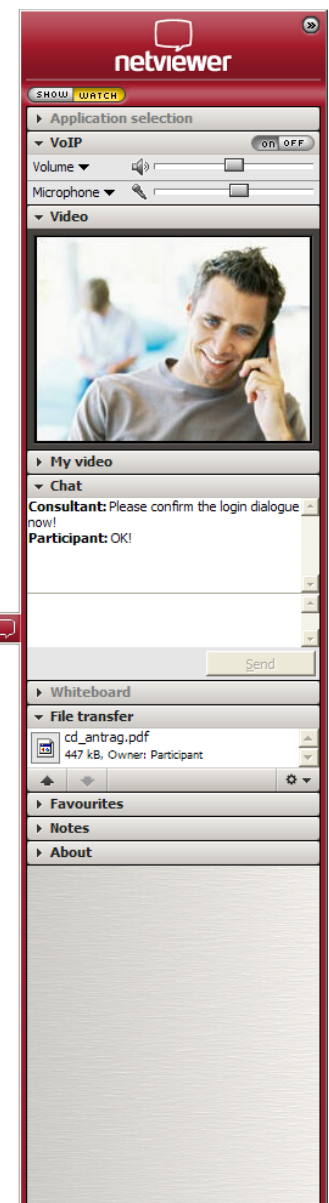 netviewer
SHOW WATCH
Application selection
VoIP on OFF
Volume
Microphone
Video
My video
Chat
Consultant: Please confirm the login dialogue
now!
Participant: OK!
Send
Whiteboard
File transfer
cd_antrag.pdf
447 kB, Owner: Participant
Favourites
Notes
About